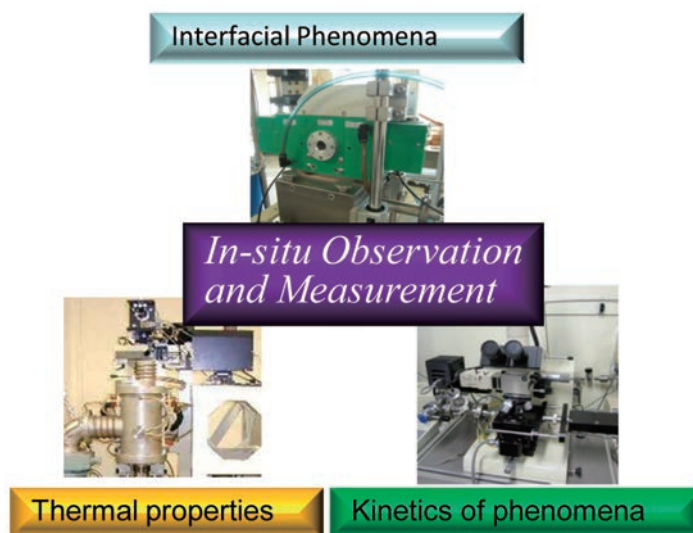 Interfacial Phenomena
In-situ Observation
and Measurement
Thermal properties
Kinetics of phenomena